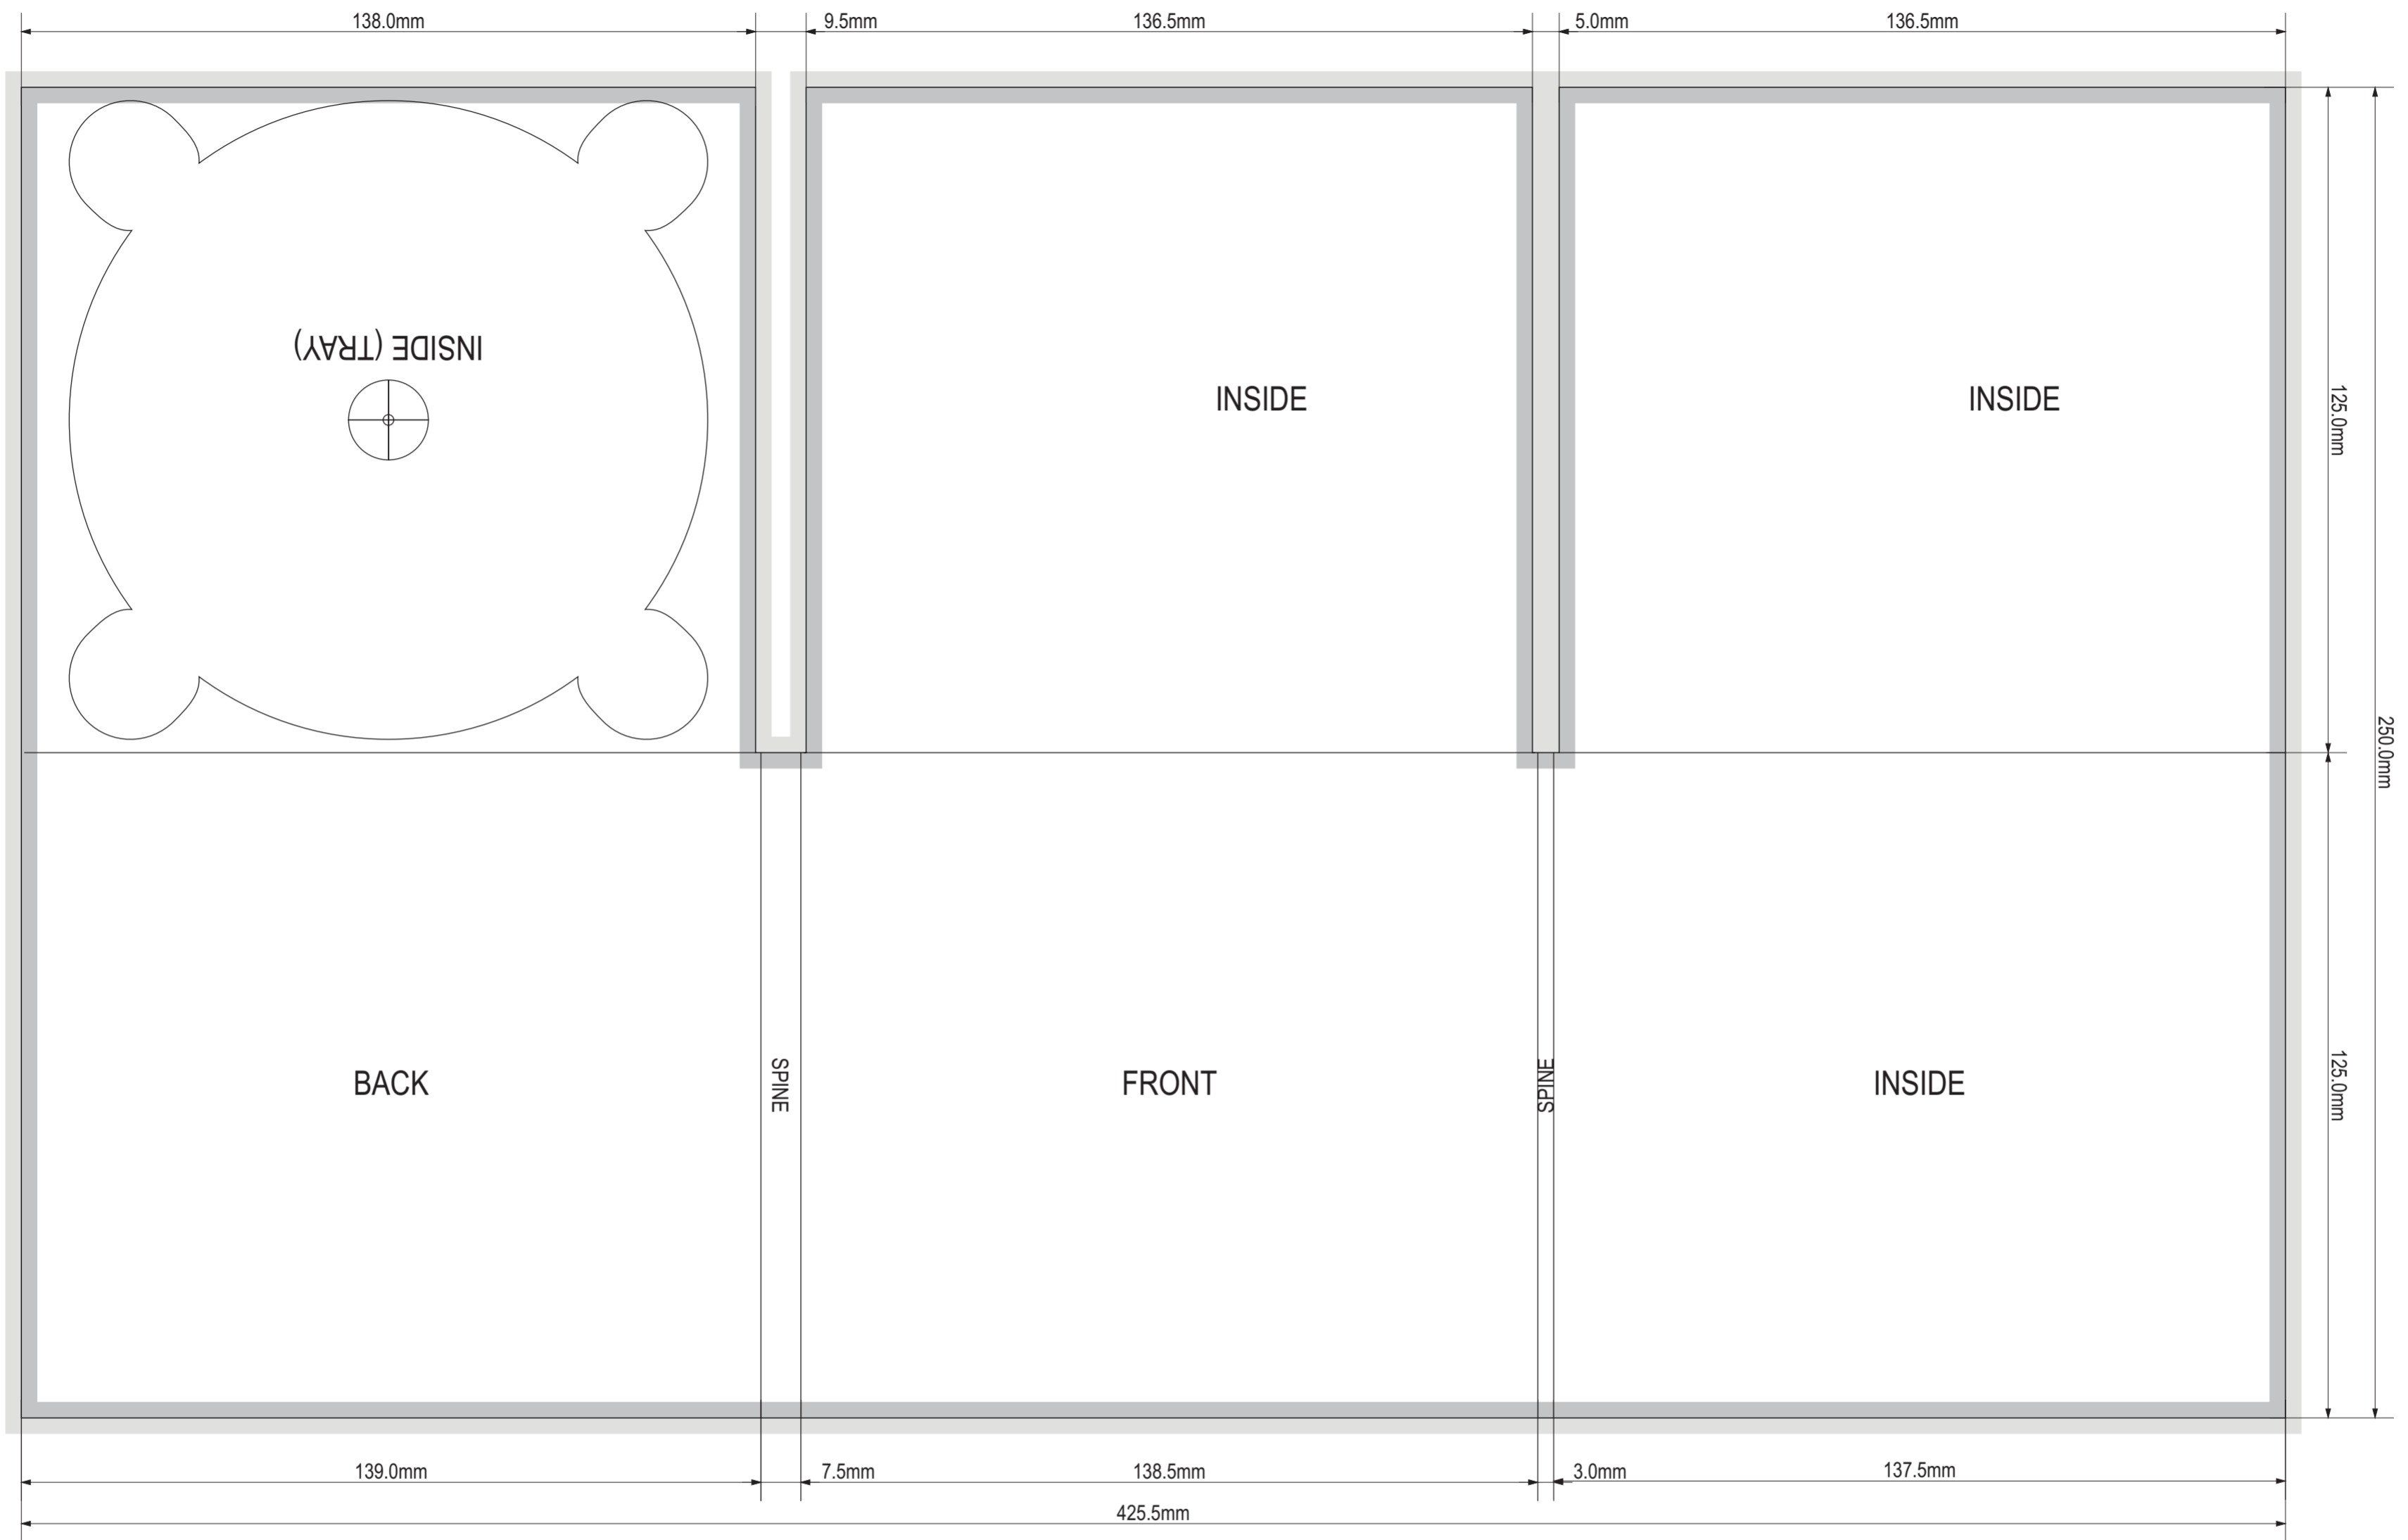 138.0mm
9.5mm
136.5mm
5.0mm
136.5mm
INSIDE (TRAY)
INSIDE
INSIDE
125.0mm
250.0mm
BACK
SPINE
FRONT
SPINE
INSIDE
125.0mm
139.0mm
7.5mm
138.5mm
3.0mm
137.5mm
425.5mm